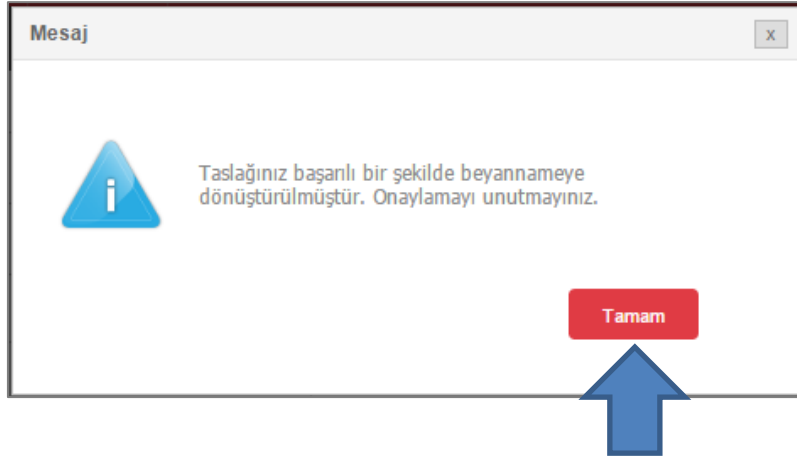 Mesaj
x
Taslağınız başarılı bir şekilde beyannameye
dönüştürülmüştür. Onaylamayı unutmayınız.
Tamam